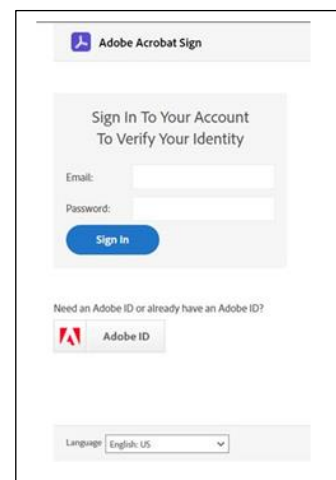 Adobe Acrobat Sign
Sign In To Your Account
To Verify Your Identity
Email:
Password:
Sign In
Need an Adobe ID or already have an Adobe ID?
Adobe ID
Language English: US